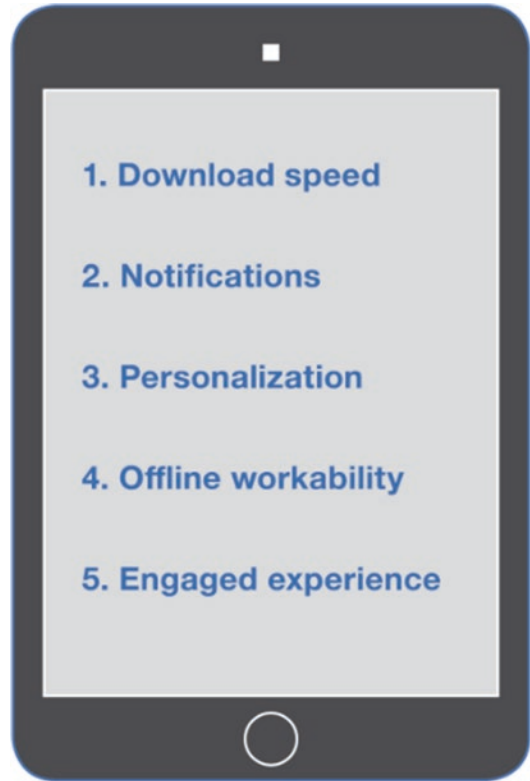 1. Download speed
2. Notifications
3. Personalization
4. Offline workability
5. Engaged experience